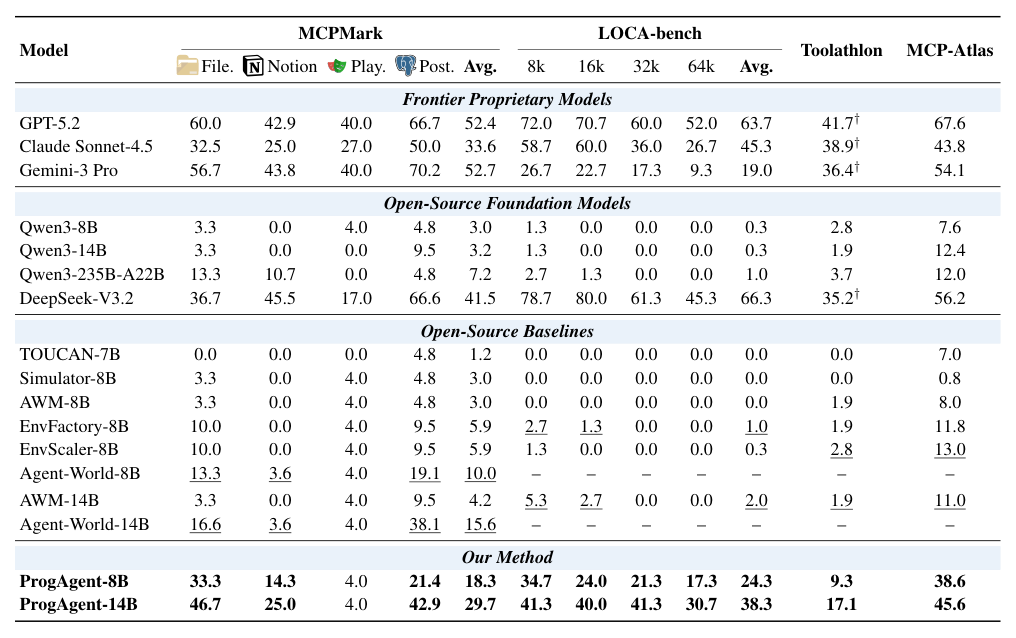 Model MCPMark LOCA-bench Toolathlon MCP-Atlas
File. Notion Play. Post. Avg. 8k 16k 32k 64k Avg.
Frontier Proprietary Models
GPT-5.2 60.0 42.9 40.0 66.7 52.4 72.0 70.7 60.0 52.0 63.7 41.7† 67.6
Claude Sonnet-4.5 32.5 25.0 27.0 50.0 33.6 58.7 60.0 36.0 26.7 45.3 38.9† 43.8
Gemini-3 Pro 56.7 43.8 40.0 70.2 52.7 26.7 22.7 17.3 9.3 19.0 36.4† 54.1
Open-Source Foundation Models
Qwen3-8B 3.3 0.0 4.0 4.8 3.0 1.3 0.0 0.0 0.0 0.3 2.8 7.6
Qwen3-14B 3.3 0.0 0.0 9.5 3.2 1.3 0.0 0.0 0.0 0.3 1.9 12.4
Qwen3-235B-A22B 13.3 10.7 0.0 4.8 7.2 2.7 1.3 0.0 0.0 1.0 3.7 12.0
DeepSeek-V3.2 36.7 45.5 17.0 66.6 41.5 78.7 80.0 61.3 45.3 66.3 35.2† 56.2
Open-Source Baselines
TOUCAN-7B 0.0 0.0 0.0 4.8 1.2 0.0 0.0 0.0 0.0 0.0 0.0 7.0
Simulator-8B 3.3 0.0 4.0 4.8 3.0 0.0 0.0 0.0 0.0 0.0 0.0 0.8
AWM-8B 3.3 0.0 4.0 4.8 3.0 0.0 0.0 0.0 0.0 0.0 1.9 8.0
EnvFactory-8B 10.0 0.0 4.0 9.5 5.9 2.7 1.3 0.0 0.0 1.0 1.9 11.8
EnvScaler-8B 10.0 0.0 4.0 9.5 5.9 1.3 0.0 0.0 0.0 0.3 2.8 13.0
Agent-World-8B 13.3 3.6 4.0 19.1 10.0 – – – – – – –
AWM-14B 3.3 0.0 4.0 9.5 4.2 5.3 2.7 0.0 0.0 2.0 1.9 11.0
Agent-World-14B 16.6 3.6 4.0 38.1 15.6 – – – – – – –
Our Method
ProgAgent-8B 33.3 14.3 4.0 21.4 18.3 34.7 24.0 21.3 17.3 24.3 9.3 38.6
ProgAgent-14B 46.7 25.0 4.0 42.9 29.7 41.3 40.0 41.3 30.7 38.3 17.1 45.6